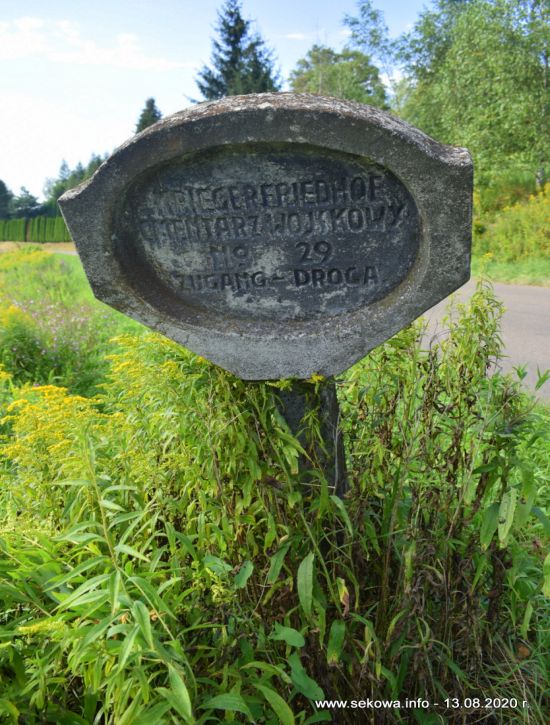 KRIEGERFRIEDHOF
CMENTARZ WOJSKOWY
No 29
ZUGANG – DROGA
www.sekowa.info - 13.08.2020 r.